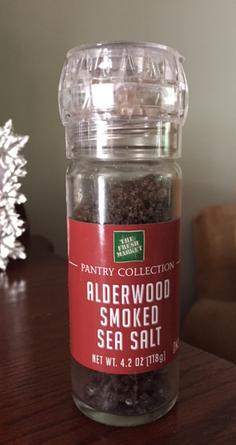 THE
FRESH
MARKET
PANTRY COLLECTION
ALDERWOOD
SMOKED
SEA SALT
NET WT. 4.2 OZ (118g)